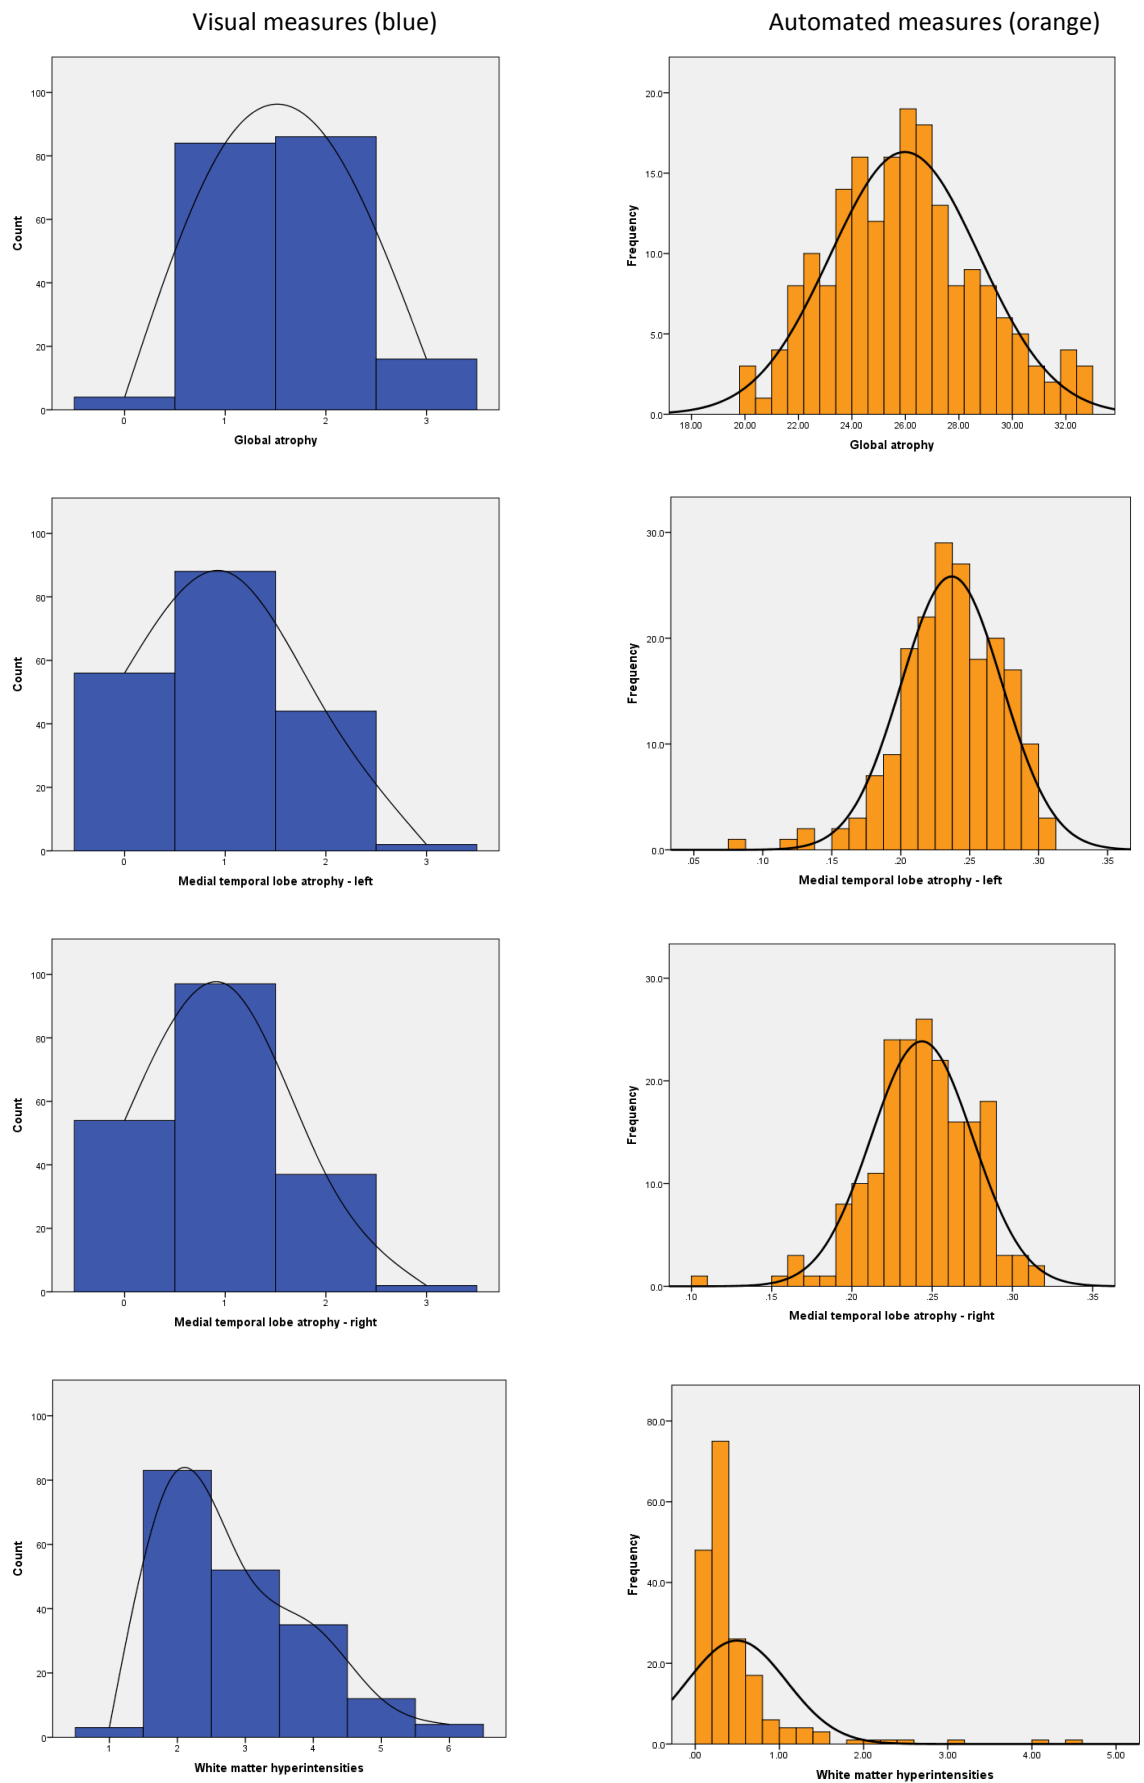 Visual measures (blue)
Automated measures (orange)
100
80
60
40
20
0
Count
0 1 2 3
Global atrophy
20.0
15.0
10.0
5.0
0.0
Frequency
18.00 20.00 22.00 24.00 26.00 28.00 30.00 32.00
Global atrophy
100
80
60
40
20
0
Count
0 1 2 3
Medial temporal lobe atrophy - left
30.0
20.0
10.0
0.0
Frequency
.05 .10 .15 .20 .25 .30 .35
Medial temporal lobe atrophy - left
100
80
60
40
20
0
Count
0 1 2 3
Medial temporal lobe atrophy - right
30.0
20.0
10.0
0.0
Frequency
.10 .15 .20 .25 .30 .35
Medial temporal lobe atrophy - right
100
80
60
40
20
0
Count
1 2 3 4 5 6
White matter hyperintensities
80.0
60.0
40.0
20.0
0.0
Frequency
.00 1.00 2.00 3.00 4.00 5.00
White matter hyperintensities